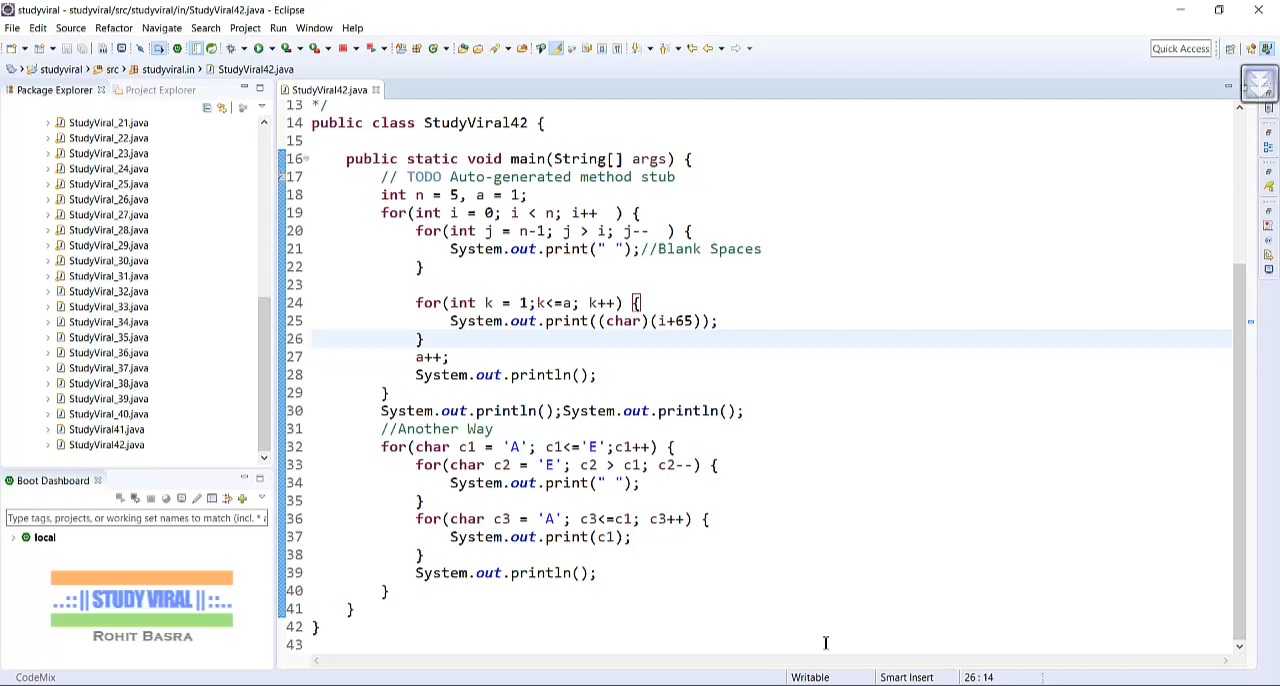 studyviral - studyviral/src/studyviral/in/StudyViral42.java - Eclipse
File Edit Source Refactor Navigate Search Project Run Window Help
Quick Access
studyviral > src > studyviral.in > StudyViral42.java
Package Explorer Project Explorer
StudyViral_21.java
StudyViral_22.java
StudyViral_23.java
StudyViral_24.java
StudyViral_25.java
StudyViral_26.java
StudyViral_27.java
StudyViral_28.java
StudyViral_29.java
StudyViral_30.java
StudyViral_31.java
StudyViral_32.java
StudyViral_33.java
StudyViral_34.java
StudyViral_35.java
StudyViral_36.java
StudyViral_37.java
StudyViral_38.java
StudyViral_39.java
StudyViral_40.java
StudyViral41.java
StudyViral42.java
Boot Dashboard
Type tags, projects, or working set names to match (incl. *
local
..::|| STUDY VIRAL ||::..
ROHIT BASRA
StudyViral42.java
13 */
14 public class StudyViral42 {
15
16 public static void main(String[] args) {
17 // TODO Auto-generated method stub
18 int n = 5, a = 1;
19 for(int i = 0; i < n; i++ ) {
20 for(int j = n-1; j > i; j-- ) {
21 System.out.print(" ");//Blank Spaces
22 }
23
24 for(int k = 1;k<=a; k++) {
25 System.out.print((char)(i+65));
26 }
27 a++;
28 System.out.println();
29 }
30 System.out.println();System.out.println();
31 //Another Way
32 for(char c1 = 'A'; c1<='E';c1++) {
33 for(char c2 = 'E'; c2 > c1; c2--) {
34 System.out.print(" ");
35 }
36 for(char c3 = 'A'; c3<=c1; c3++) {
37 System.out.print(c1);
38 }
39 System.out.println();
40 }
41 }
42 }
43
CodeMix Writable Smart Insert 26 : 14